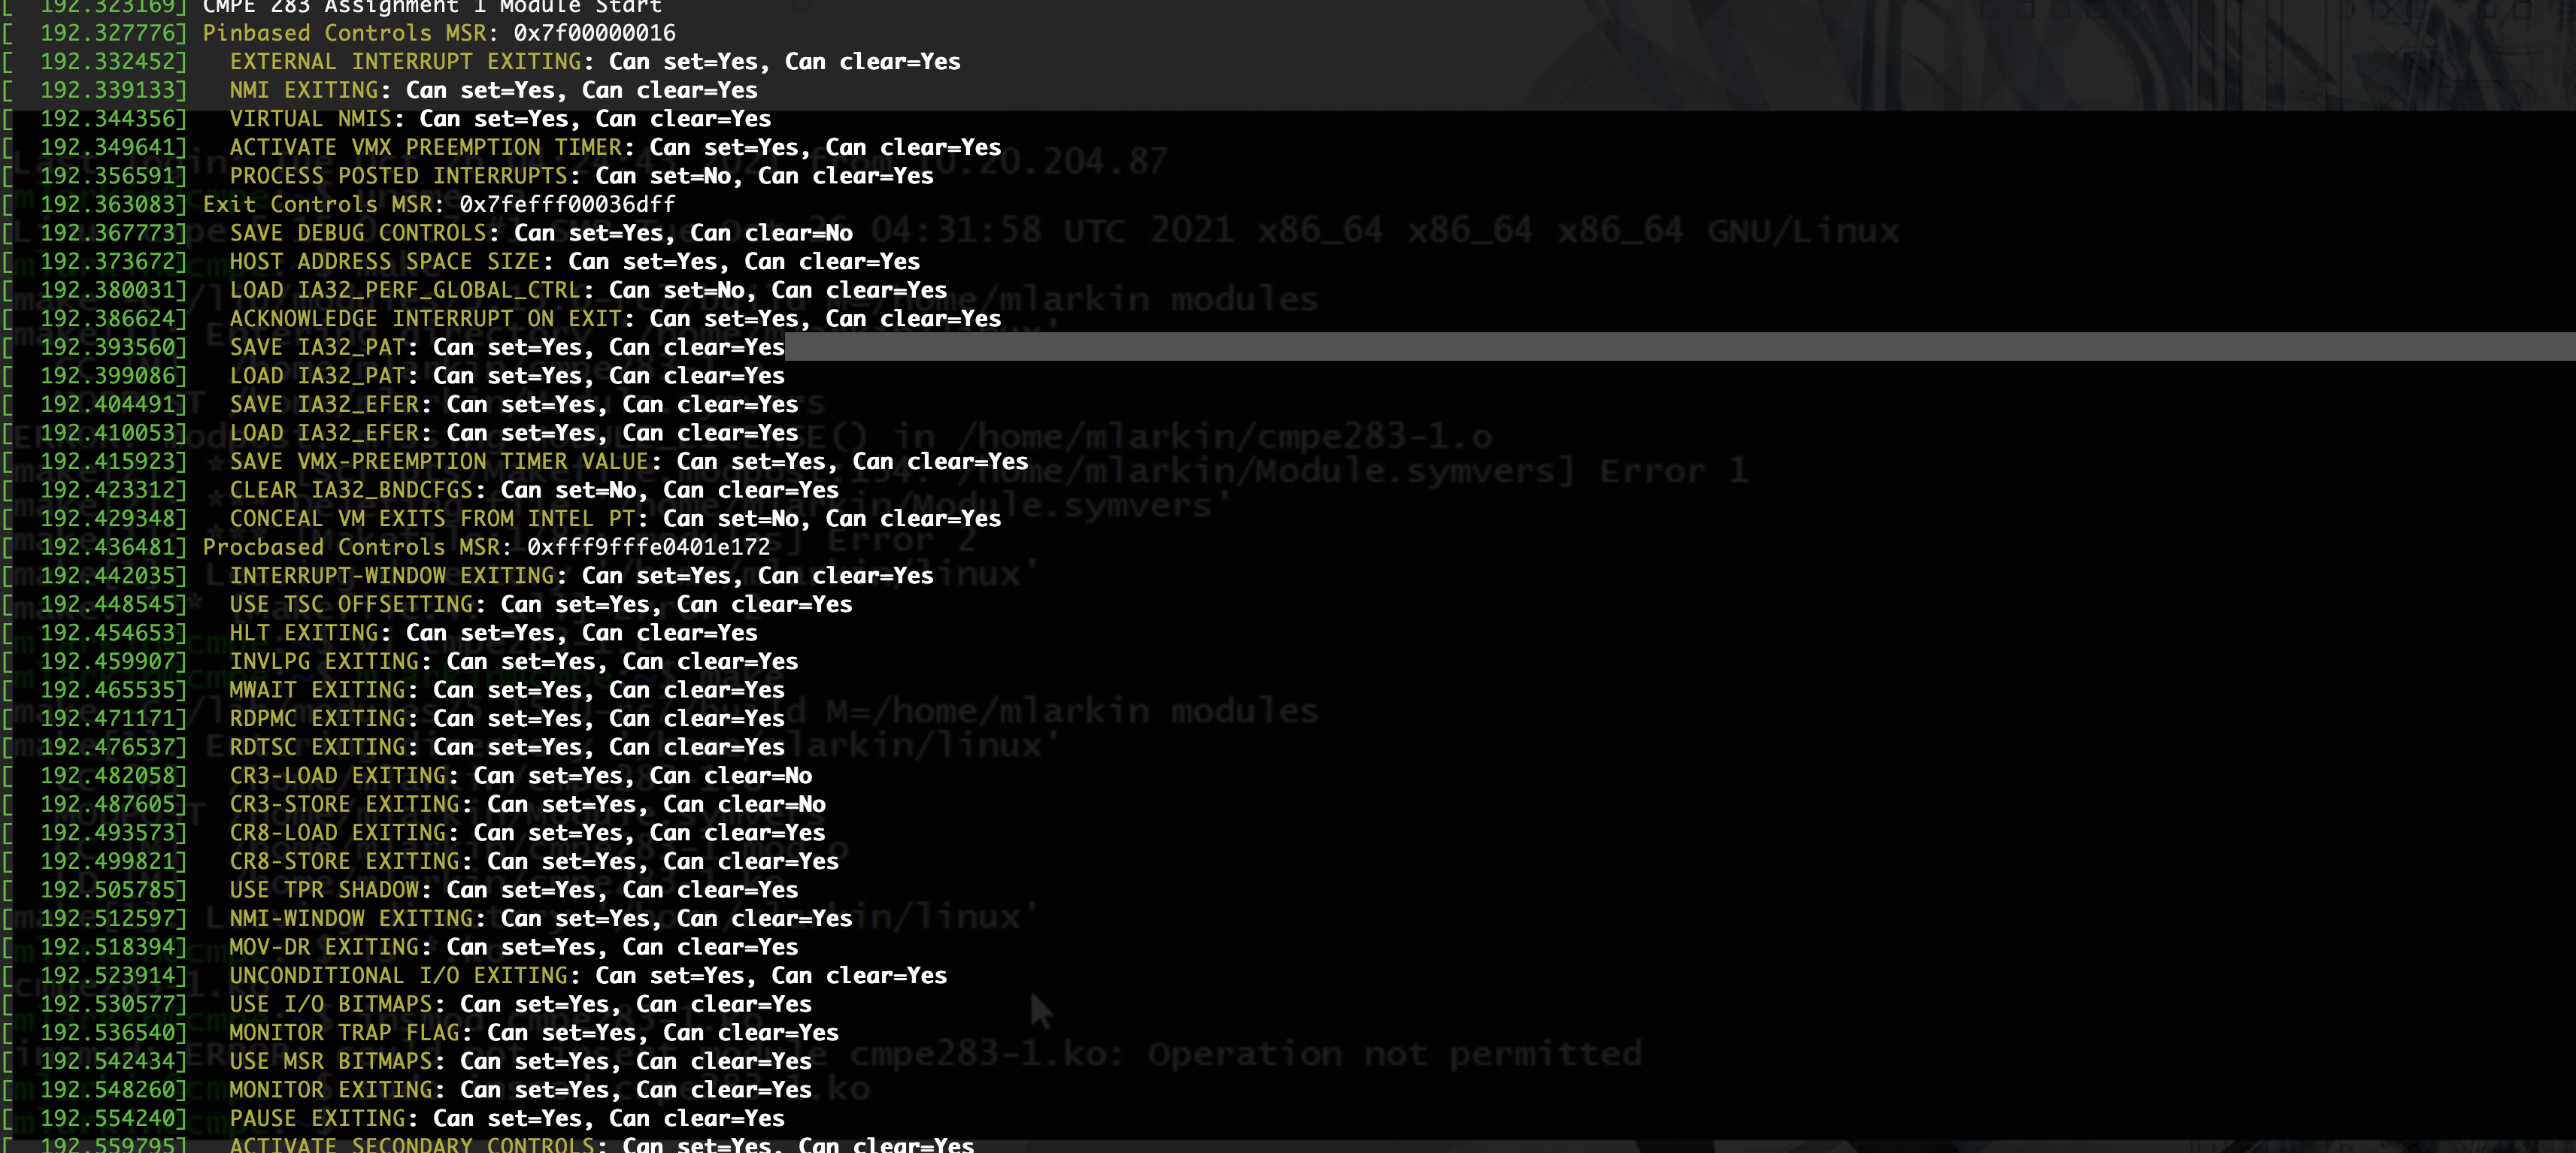 [  192.323169] CMPE 283 Assignment 1 Module Start
[  192.327776] Pinbased Controls MSR: 0x7f00000016
[  192.332452]   EXTERNAL INTERRUPT EXITING: Can set=Yes, Can clear=Yes
[  192.339133]   NMI EXITING: Can set=Yes, Can clear=Yes
[  192.344356]   VIRTUAL NMIS: Can set=Yes, Can clear=Yes
[  192.349641]   ACTIVATE VMX PREEMPTION TIMER: Can set=Yes, Can clear=Yes
[  192.356591]   PROCESS POSTED INTERRUPTS: Can set=No, Can clear=Yes
[  192.363083] Exit Controls MSR: 0x7fefff00036dff
[  192.367773]   SAVE DEBUG CONTROLS: Can set=Yes, Can clear=No
[  192.373672]   HOST ADDRESS SPACE SIZE: Can set=Yes, Can clear=Yes
[  192.380031]   LOAD IA32_PERF_GLOBAL_CTRL: Can set=No, Can clear=Yes
[  192.386624]   ACKNOWLEDGE INTERRUPT ON EXIT: Can set=Yes, Can clear=Yes
[  192.393560]   SAVE IA32_PAT: Can set=Yes, Can clear=Yes
[  192.399086]   LOAD IA32_PAT: Can set=Yes, Can clear=Yes
[  192.404491]   SAVE IA32_EFER: Can set=Yes, Can clear=Yes
[  192.410053]   LOAD IA32_EFER: Can set=Yes, Can clear=Yes
[  192.415923]   SAVE VMX-PREEMPTION TIMER VALUE: Can set=Yes, Can clear=Yes
[  192.423312]   CLEAR IA32_BNDCFGS: Can set=No, Can clear=Yes
[  192.429348]   CONCEAL VM EXITS FROM INTEL PT: Can set=No, Can clear=Yes
[  192.436481] Procbased Controls MSR: 0xfff9fffe0401e172
[  192.442035]   INTERRUPT-WINDOW EXITING: Can set=Yes, Can clear=Yes
[  192.448545]   USE TSC OFFSETTING: Can set=Yes, Can clear=Yes
[  192.454653]   HLT EXITING: Can set=Yes, Can clear=Yes
[  192.459907]   INVLPG EXITING: Can set=Yes, Can clear=Yes
[  192.465535]   MWAIT EXITING: Can set=Yes, Can clear=Yes
[  192.471171]   RDPMC EXITING: Can set=Yes, Can clear=Yes
[  192.476537]   RDTSC EXITING: Can set=Yes, Can clear=Yes
[  192.482058]   CR3-LOAD EXITING: Can set=Yes, Can clear=No
[  192.487605]   CR3-STORE EXITING: Can set=Yes, Can clear=No
[  192.493573]   CR8-LOAD EXITING: Can set=Yes, Can clear=Yes
[  192.499821]   CR8-STORE EXITING: Can set=Yes, Can clear=Yes
[  192.505785]   USE TPR SHADOW: Can set=Yes, Can clear=Yes
[  192.512597]   NMI-WINDOW EXITING: Can set=Yes, Can clear=Yes
[  192.518394]   MOV-DR EXITING: Can set=Yes, Can clear=Yes
[  192.523914]   UNCONDITIONAL I/O EXITING: Can set=Yes, Can clear=Yes
[  192.530577]   USE I/O BITMAPS: Can set=Yes, Can clear=Yes
[  192.536540]   MONITOR TRAP FLAG: Can set=Yes, Can clear=Yes
[  192.542434]   USE MSR BITMAPS: Can set=Yes, Can clear=Yes
[  192.548260]   MONITOR EXITING: Can set=Yes, Can clear=Yes
[  192.554240]   PAUSE EXITING: Can set=Yes, Can clear=Yes
[  192.559795]   ACTIVATE SECONDARY CONTROLS: Can set=Yes, Can clear=Yes